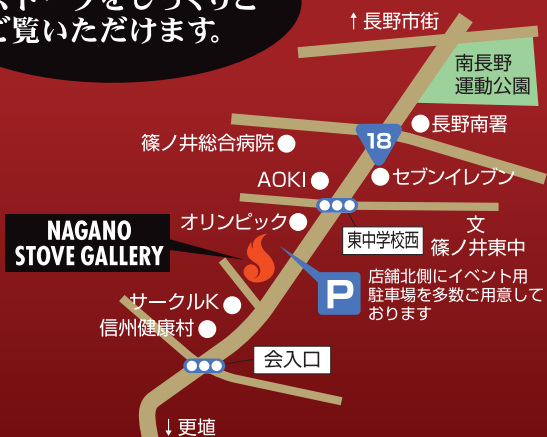 ご覧いただけます。
↑長野市街
南長野
運動公園
長野南署
18
篠ノ井総合病院
AOKI
セブンイレブン
オリンピック
東中学校西
文
篠ノ井東中
NAGANO
STOVE GALLERY
P
店舗北側にイベント用
駐車場を多数ご用意して
おります
サークルK
信州健康村
会入口
↓更埴